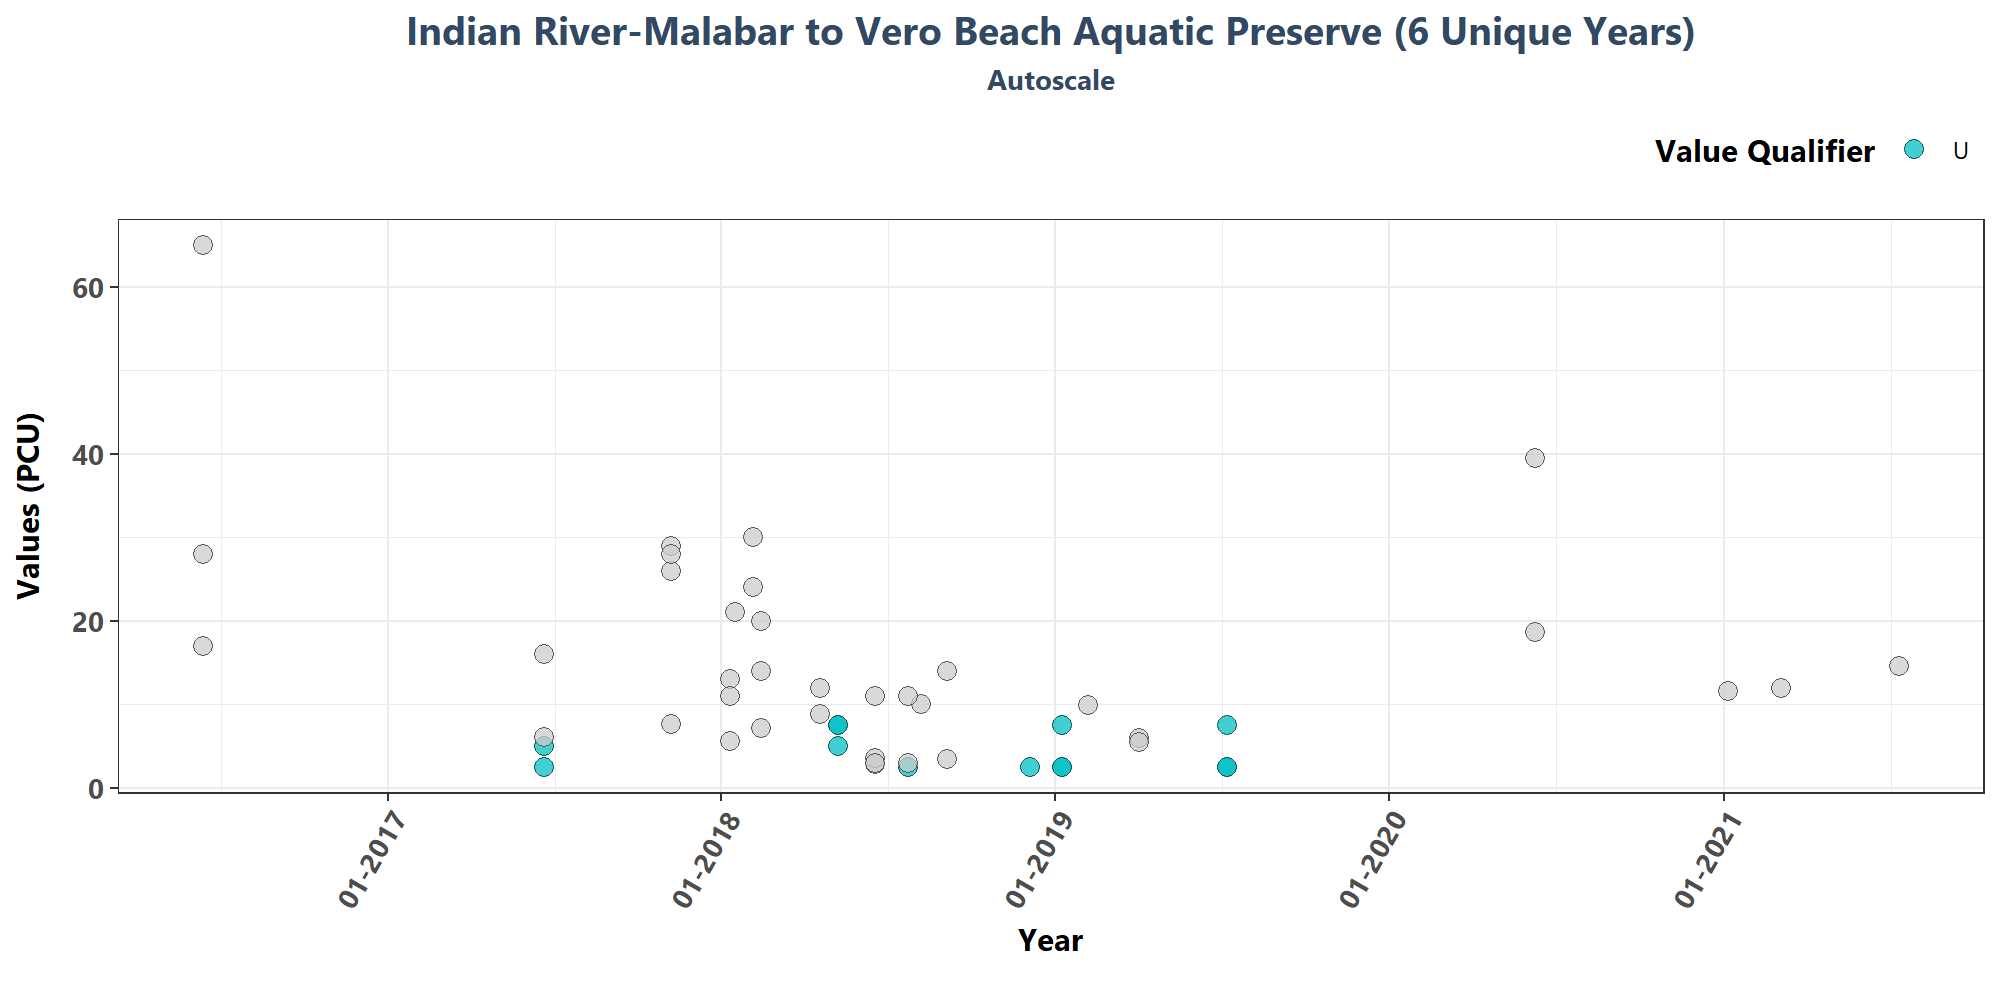 Indian River-Malabar to Vero Beach Aquatic Preserve (6 Unique Years)
Autoscale
Value Qualifier U
Values (PCU)
60
40
20
0
01-2017 01-2018 01-2019 01-2020 01-2021
Year